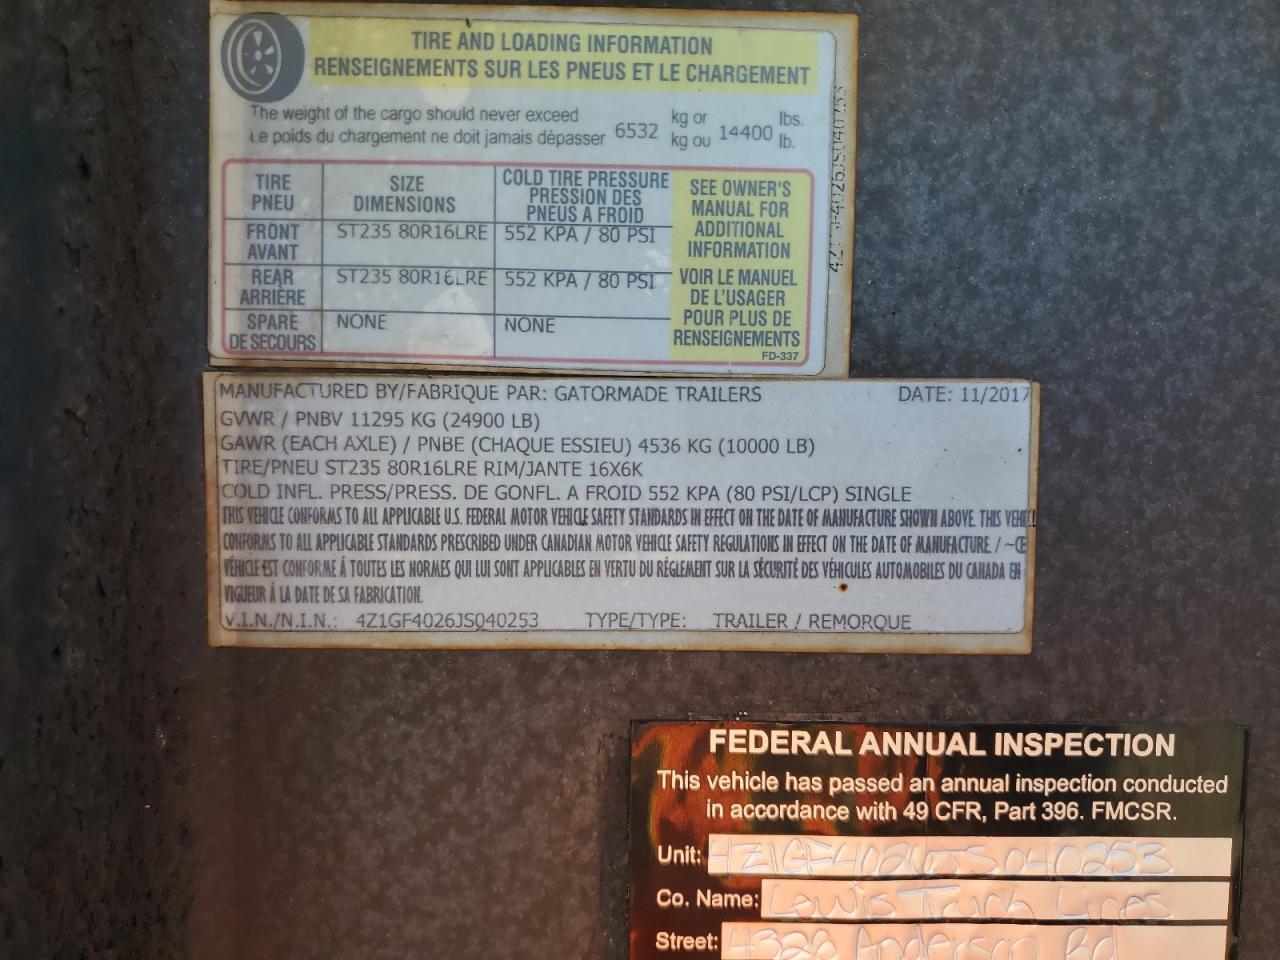 TIRE AND LOADING INFORMATION
RENSEIGNEMENTS SUR LES PNEUS ET LE CHARGEMENT
The weight of the cargo should never exceed
Le poids du chargement ne doit jamais dépasser 6532 kg or kg ou 14400 lbs. lb.
TIRE PNEU
SIZE DIMENSIONS
COLD TIRE PRESSURE
PRESSION DES
PNEUS A FROID
FRONT AVANT
ST235 80R16LRE
552 KPA / 80 PSI
REAR ARRIÈRE
ST235 80R16LRE
552 KPA / 80 PSI
SPARE DE SECOURS
NONE
NONE
SEE OWNER'S
MANUAL FOR
ADDITIONAL
INFORMATION
VOIR LE MANUEL
DE L'USAGER
POUR PLUS DE
RENSEIGNEMENTS
FD-337
MANUFACTURED BY/FABRIQUE PAR: GATORMADE TRAILERS DATE: 11/2017
GVWR / PNBV 11295 KG (24900 LB)
GAWR (EACH AXLE) / PNBE (CHAQUE ESSIEU) 4536 KG (10000 LB)
TIRE/PNEU ST235 80R16LRE RIM/JANTE 16X6K
COLD INFL. PRESS/PRESS. DE GONFL. A FROID 552 KPA (80 PSI/LCP) SINGLE
THIS VEHICLE CONFORMS TO ALL APPLICABLE U.S. FEDERAL MOTOR VEHICLE SAFETY STANDARDS IN EFFECT ON THE DATE OF MANUFACTURE SHOWN ABOVE. THIS VEHI
CONFORMS TO ALL APPLICABLE STANDARDS PRESCRIBED UNDER CANADIAN MOTOR VEHICLE SAFETY REGULATIONS IN EFFECT ON THE DATE OF MANUFACTURE. / ~CE
VÉHICLE EST CONFORME À TOUTES LES NORMES QUI LUI SONT APPLICABLES EN VERTU DU RÈGLEMENT SUR LA SÉCURITÉ DES VÉHICULES AUTOMOBILES DU CANADA EN
VIGUEUR À LA DATE DE SA FABRICATION.
V.I.N./N.I.N.: 4Z1GF4026JS040253 TYPE/TYPE: TRAILER / REMORQUE
FEDERAL ANNUAL INSPECTION
This vehicle has passed an annual inspection conducted
in accordance with 49 CFR, Part 396. FMCSR.
Unit: 4Z1GF4026JS040253
Co. Name: Lewis Truck Lines
Street: 4328 Anderson Rd